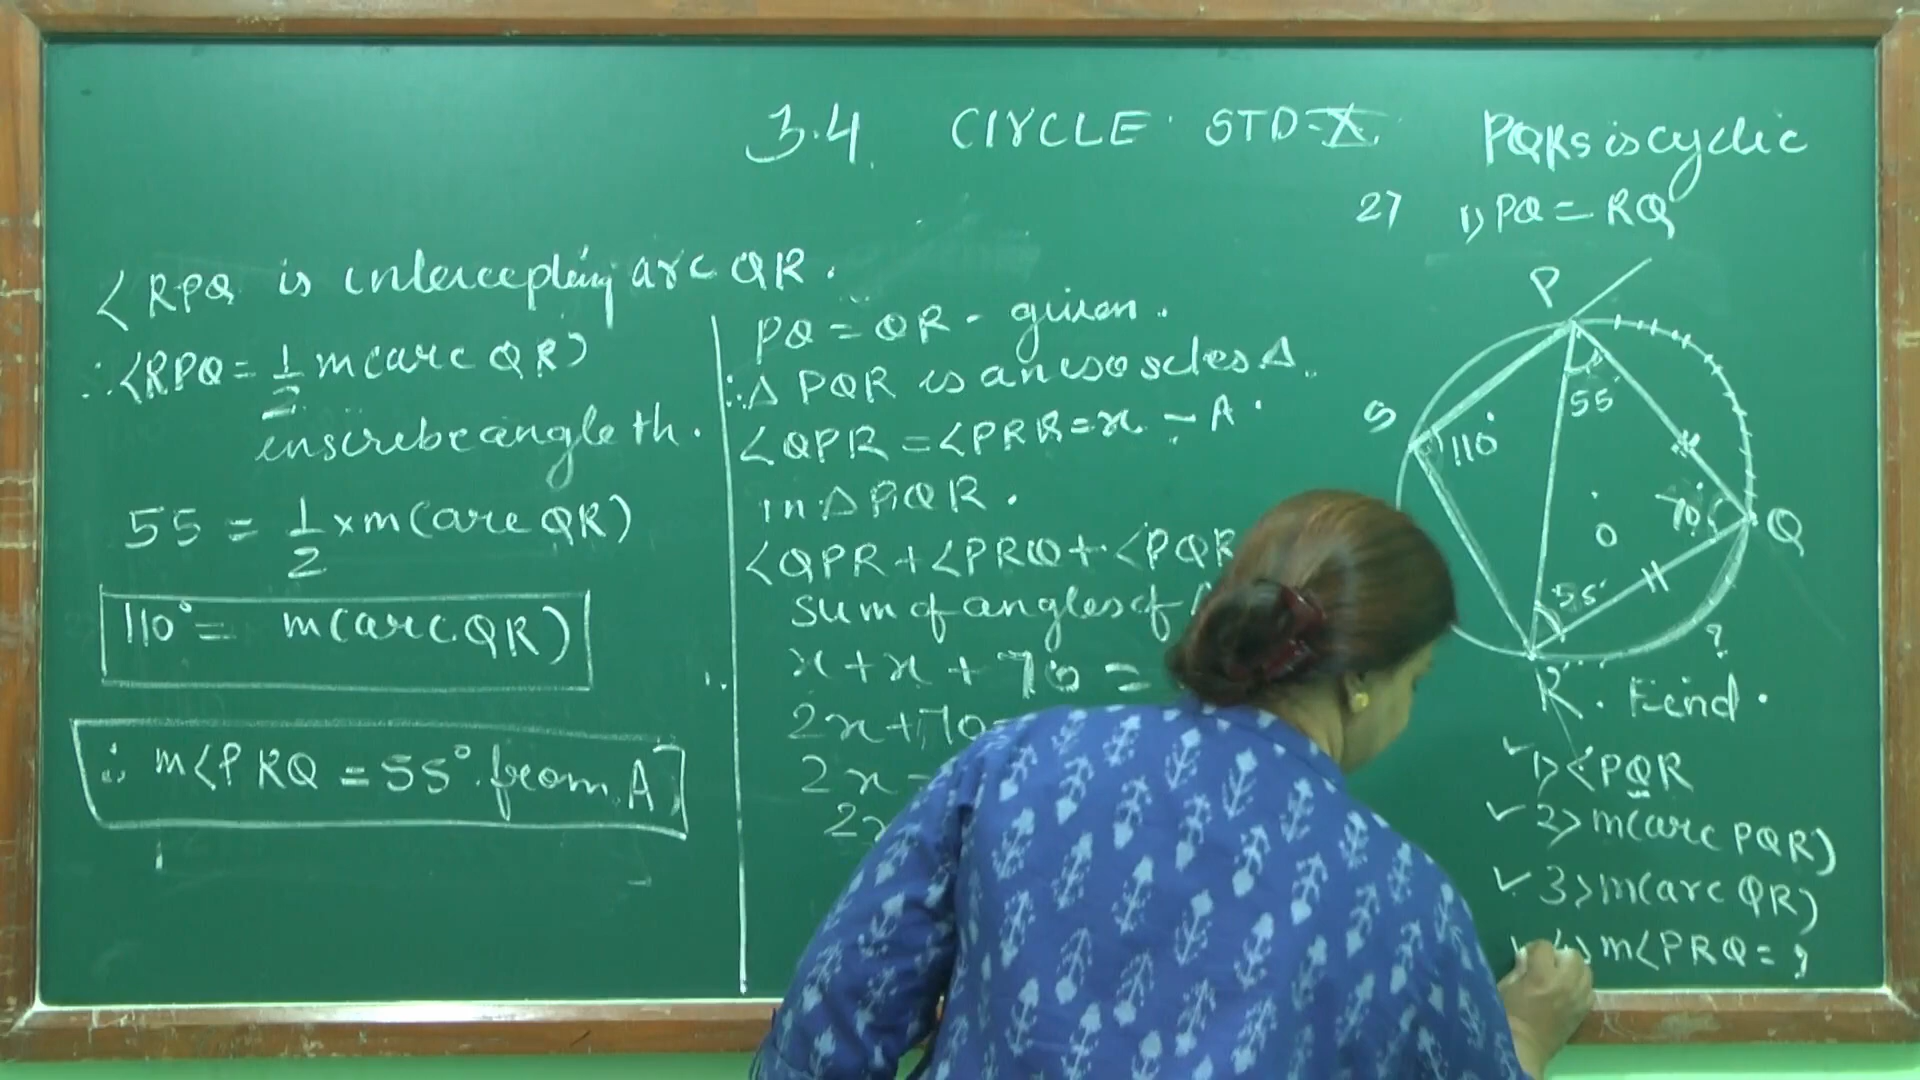 3.4 CIRCLE STD-X
PQRS is cyclic
27 1) PQ = RQ
<RPQ is intercepting arc QR.
∴ <RPQ = 1/2 m(arc QR)
inscribe angle th.
55 = 1/2 × m(arc QR)
110° = m(arc QR)
∴ m<PRQ = 55° from A
PQ = QR - given.
∴ Δ PQR is an isoscles Δ.
<QPR = <PRQ = x - A.
in Δ PQR.
<QPR + <PRQ + <PQR
sum of angles of
x + x + 70 =
2x + 70
2x
2x
P
55°
S
110°
70°
Q
O
55°
?
R. Find.
✓ 1) <PQR
✓ 2) m(arc PQR)
✓ 3) m(arc QR)
✓ 4) m<PRQ = ?